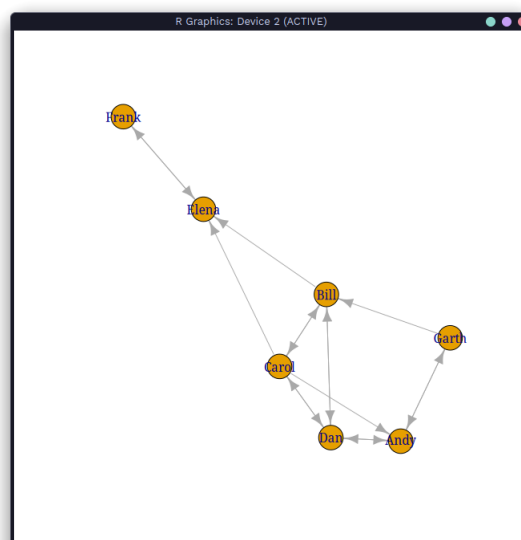 R Graphics: Device 2 (ACTIVE)
Frank
Elena
Bill
Garth
Carol
Dan
Andy